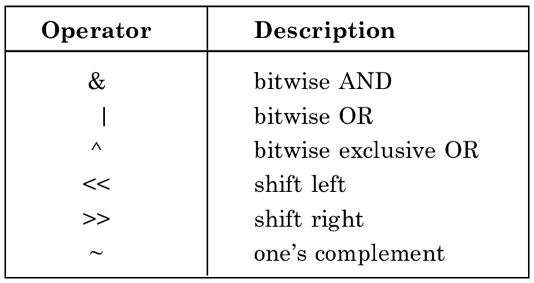 Operator Description
& bitwise AND
| bitwise OR
^ bitwise exclusive OR
<< shift left
>> shift right
~ one's complement